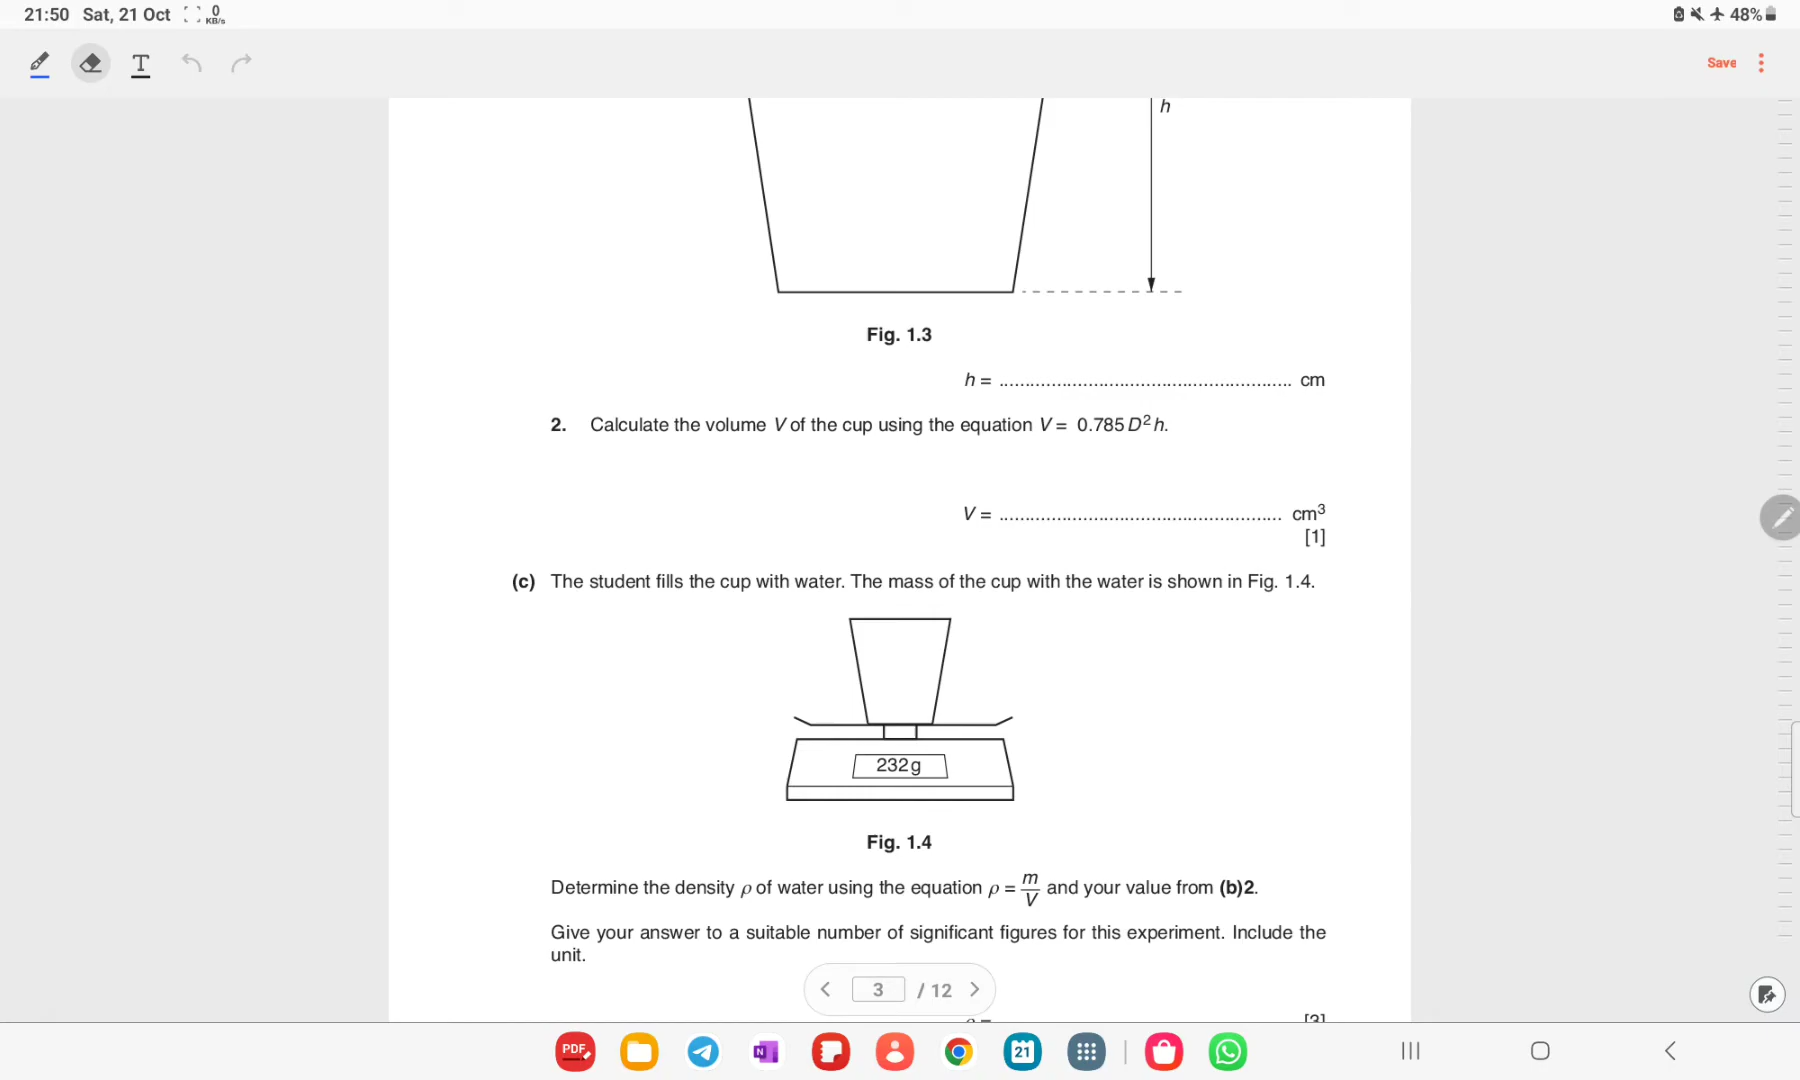 21:50 Sat, 21 Oct 0 KB/s 48%
T Save
h
Fig. 1.3
h = ........................................................ cm
2. Calculate the volume V of the cup using the equation V = 0.785 D² h.
V = ...................................................... cm³
[1]
(c) The student fills the cup with water. The mass of the cup with the water is shown in Fig. 1.4.
232 g
Fig. 1.4
Determine the density ρ of water using the equation ρ = m/V and your value from (b)2.
Give your answer to a suitable number of significant figures for this experiment. Include the
unit.
3 / 12
ρ = [3]
PDF N 21